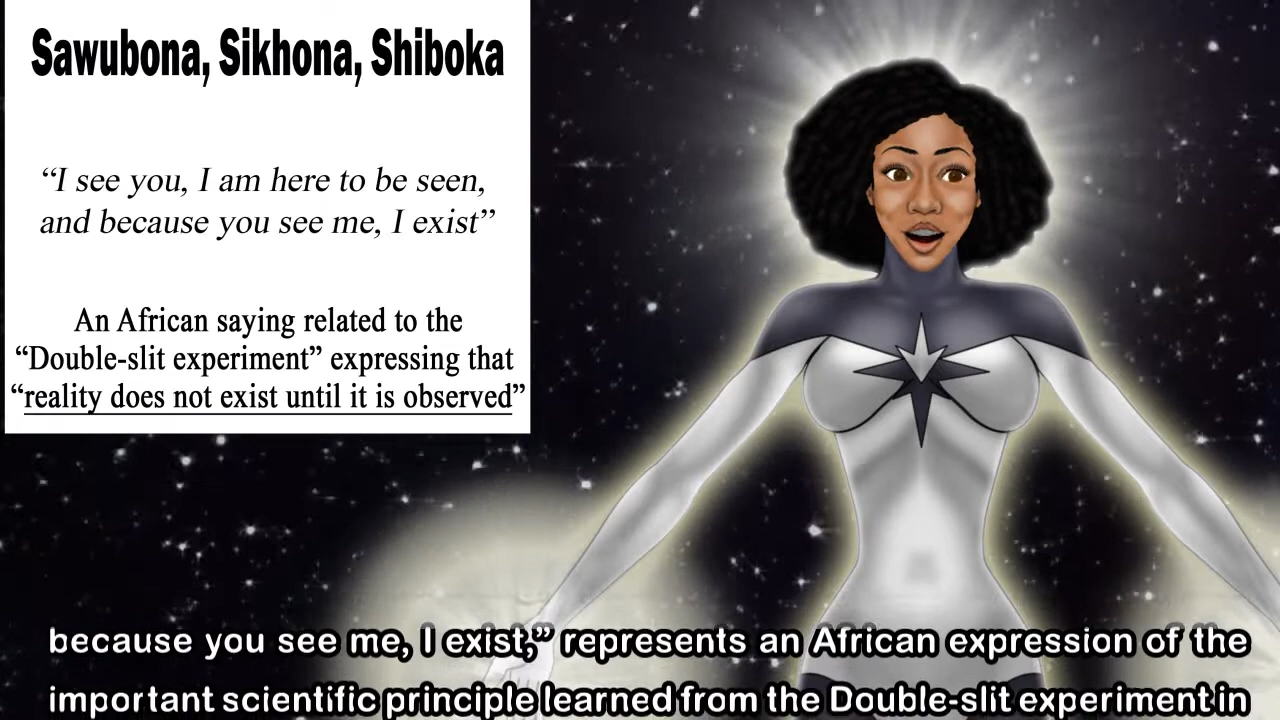 Sawubona, Sikhona, Shiboka
“I see you, I am here to be seen,
and because you see me, I exist”
An African saying related to the
“Double-slit experiment” expressing that
“reality does not exist until it is observed”
because you see me, I exist,” represents an African expression of the
important scientific principle learned from the Double-slit experiment in